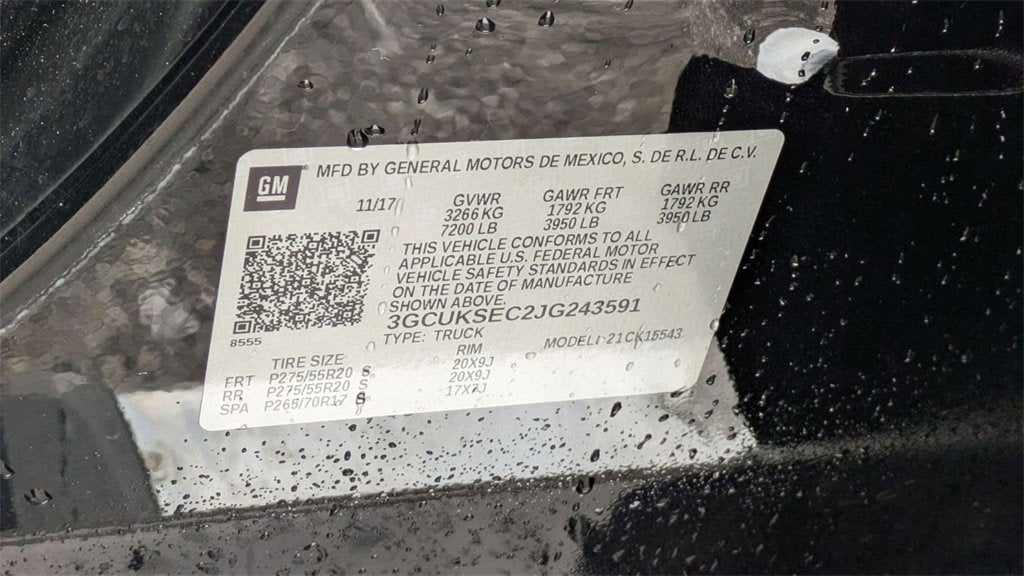 GM
MFD BY GENERAL MOTORS DE MEXICO, S. DE R.L. DE C.V.
11/17 GVWR GAWR FRT GAWR RR
3266 KG 1792 KG 1792 KG
7200 LB 3950 LB 3950 LB
THIS VEHICLE CONFORMS TO ALL
APPLICABLE U.S. FEDERAL MOTOR
VEHICLE SAFETY STANDARDS IN EFFECT
ON THE DATE OF MANUFACTURE
SHOWN ABOVE.
3GCUKSEC2JG243591
8555
TYPE: TRUCK MODEL: 21CK15543
TIRE SIZE RIM
FRT P275/55R20 S 20X9J
RR P275/55R20 S 20X9J
SPA P265/70R17 S 17X7J